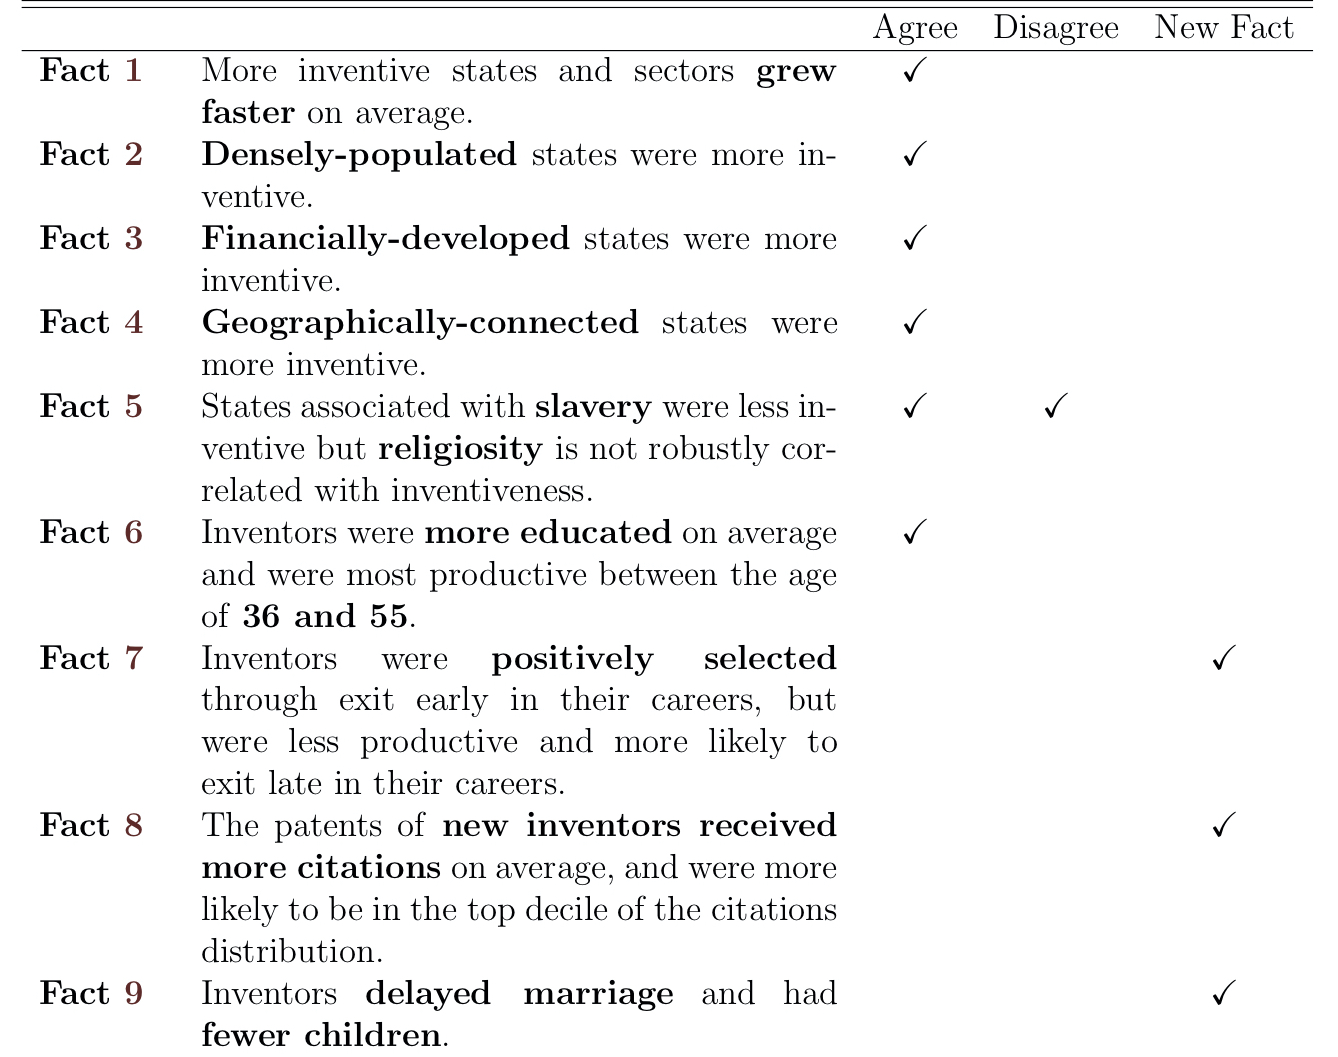 Agree Disagree New Fact
Fact 1 More inventive states and sectors grew ✓
faster on average.
Fact 2 Densely-populated states were more in- ✓
ventive.
Fact 3 Financially-developed states were more ✓
inventive.
Fact 4 Geographically-connected states were ✓
more inventive.
Fact 5 States associated with slavery were less in- ✓ ✓
ventive but religiosity is not robustly cor-
related with inventiveness.
Fact 6 Inventors were more educated on average ✓
and were most productive between the age
of 36 and 55.
Fact 7 Inventors were positively selected ✓
through exit early in their careers, but
were less productive and more likely to
exit late in their careers.
Fact 8 The patents of new inventors received ✓
more citations on average, and were more
likely to be in the top decile of the citations
distribution.
Fact 9 Inventors delayed marriage and had ✓
fewer children.